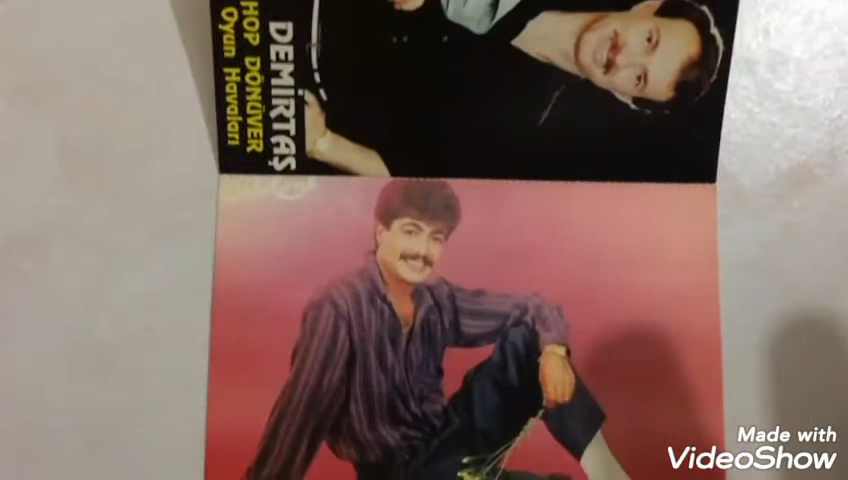 DEMİRTAŞ
HOP DÖNÜVER
Oyun Havaları
Made with
VideoShow